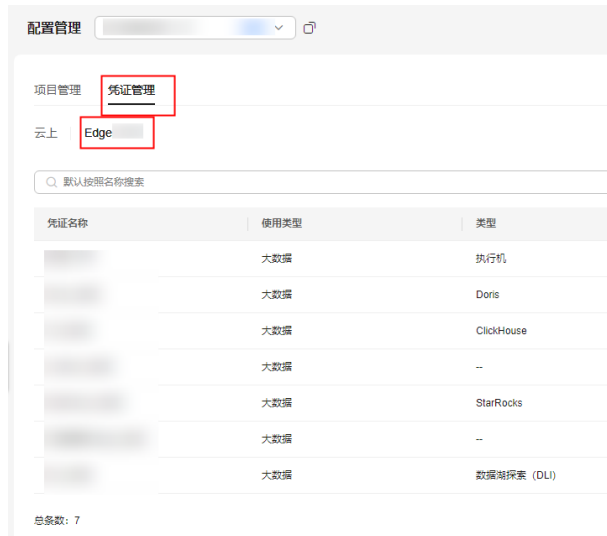 配置管理
项目管理 凭证管理
云上 Edge
默认按照名称搜索
凭证名称 使用类型 类型
大数据 执行机
大数据 Doris
大数据 ClickHouse
大数据 --
大数据 StarRocks
大数据 --
大数据 数据湖探索（DLI）
总条数：7